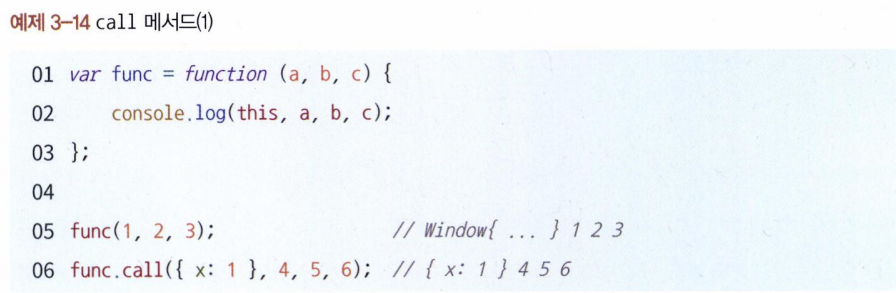 예제 3-14 call 메서드(1)
01 var func = function (a, b, c) {
02     console.log(this, a, b, c);
03 };
04
05 func(1, 2, 3);                  // Window{ ... } 1 2 3
06 func.call({ x: 1 }, 4, 5, 6);  // { x: 1 } 4 5 6